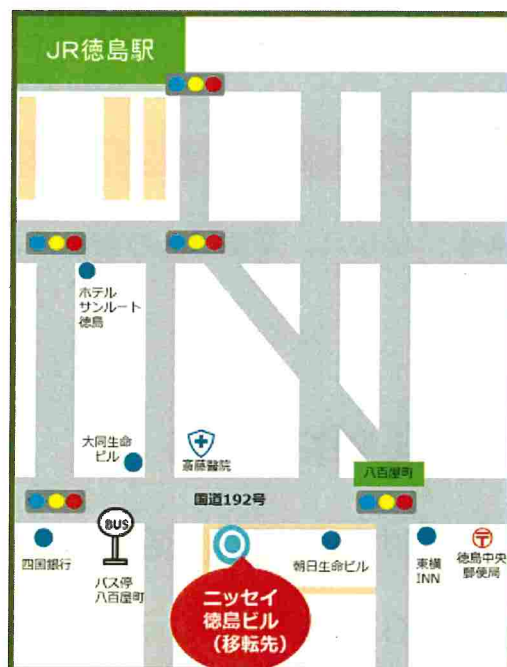 JR徳島駅
ホテル
サンルート
徳島
大同生命
ビル
斎藤醫院
八百屋町
国道192号
BUS
四国銀行
バス停
八百屋町
朝日生命ビル
東横
INN
徳島中央
郵便局
ニッセイ
徳島ビル
(移転先)